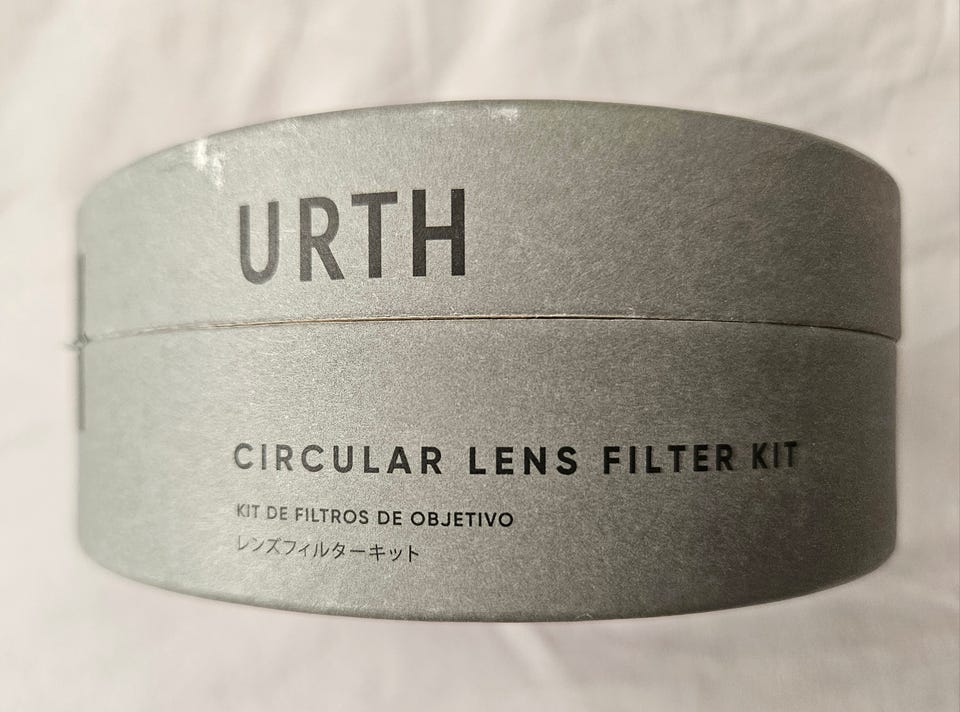 URTH
CIRCULAR LENS FILTER KIT
KIT DE FILTROS DE OBJETIVO
レンズフィルターキット